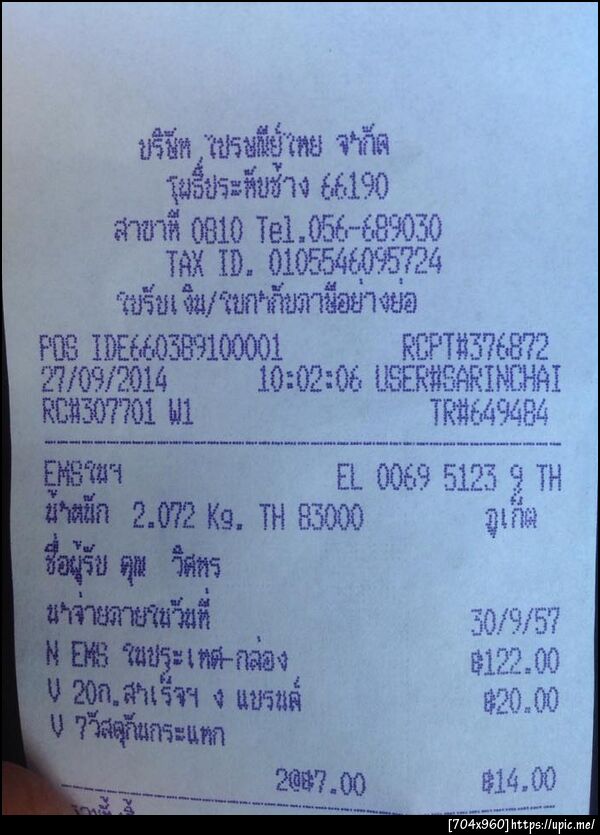 บริษัท ไปรษณีย์ไทย จำกัด
โพธิ์ประทับช้าง 66190
สาขาที่ 0810 Tel.056-689030
TAX ID. 0105546095724
ใบรับเงิน/ใบกำกับภาษีอย่างย่อ
POS IDE6603B9100001 RCPT#376872
27/09/2014 10:02:06 USER#SARINCHAI
RC#307701 W1 TR#649484
EMSในฯ EL 0069 5123 9 TH
น้ำหนัก 2.072 Kg. TH 83000 ภูเก็ต
ชื่อผู้รับ คุณ วิศทร
นำจ่ายภายในวันที่ 30/9/57
N EMS ในประเทศ-กล่อง ฿122.00
V 20ก.สำเร็จฯ ง แบรนด์ ฿20.00
V 7วัสดุกันกระแทก
2@฿7.00 ฿14.00
[704x960]https://upic.me/